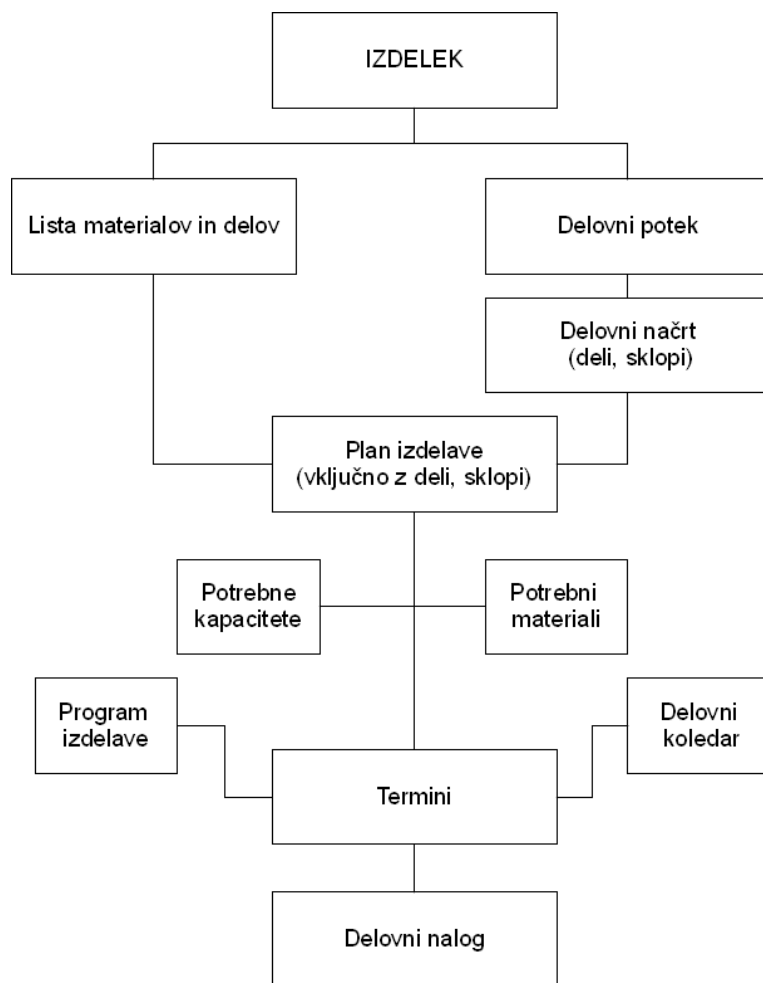 IZDELEK
Lista materialov in delov
Delovni potek
Delovni načrt
(deli, sklopi)
Plan izdelave
(vključno z deli, sklopi)
Potrebne
kapacitete
Potrebni
materiali
Program
izdelave
Delovni
koledar
Termini
Delovni nalog